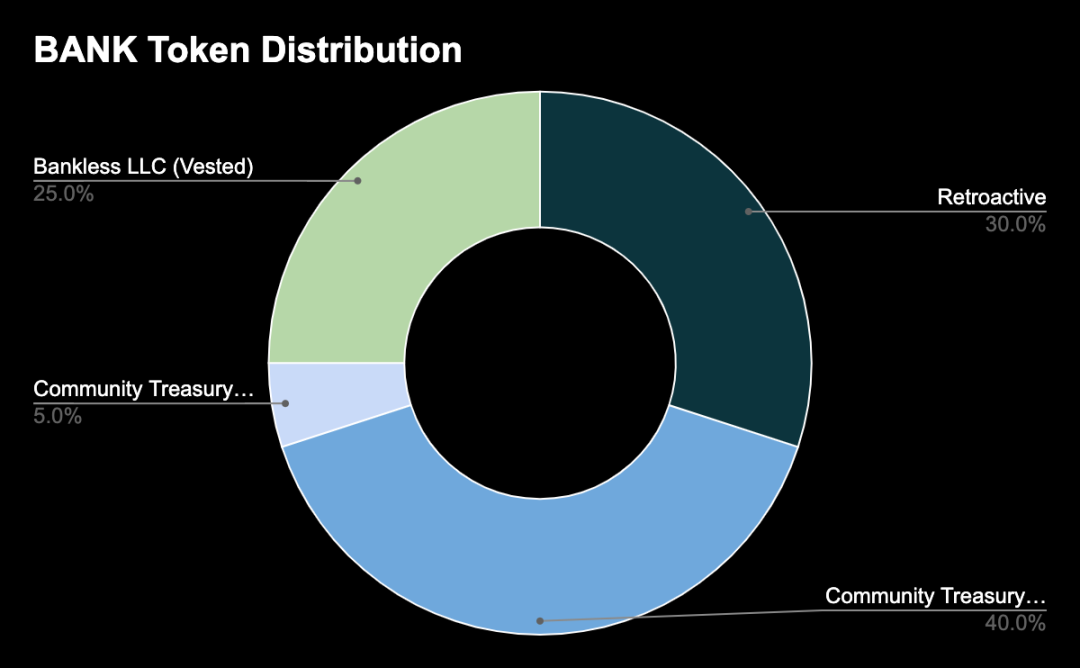 BANK Token Distribution
Bankless LLC (Vested)
25.0%
Retroactive
30.0%
Community Treasury…
5.0%
Community Treasury…
40.0%